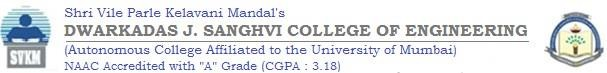 Shri Vile Parle Kelavani Mandal's
DWARKADAS J. SANGHVI COLLEGE OF ENGINEERING
(Autonomous College Affiliated to the University of Mumbai)
NAAC Accredited with "A" Grade (CGPA : 3.18)
SVKM